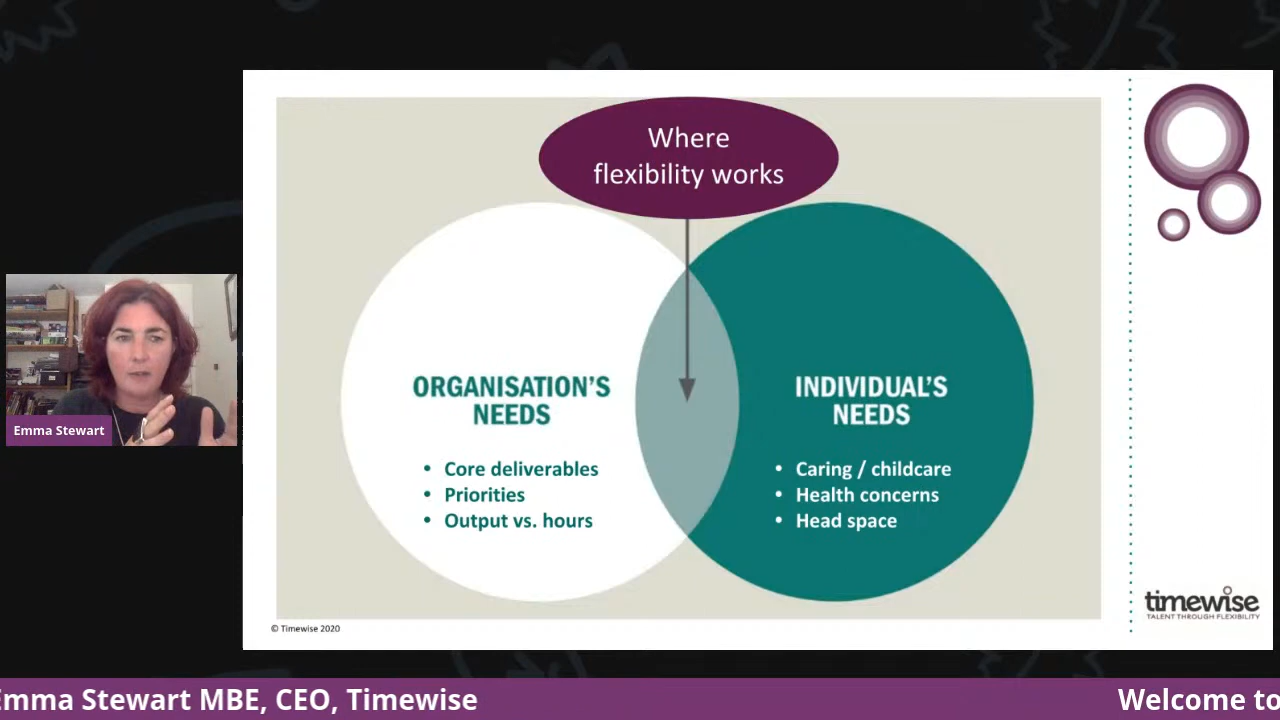 Where
flexibility works
ORGANISATION'S
NEEDS
• Core deliverables
• Priorities
• Output vs. hours
INDIVIDUAL'S
NEEDS
• Caring / childcare
• Health concerns
• Head space
Emma Stewart
© Timewise 2020
timewise
TALENT THROUGH FLEXIBILITY
Emma Stewart MBE, CEO, Timewise
Welcome to